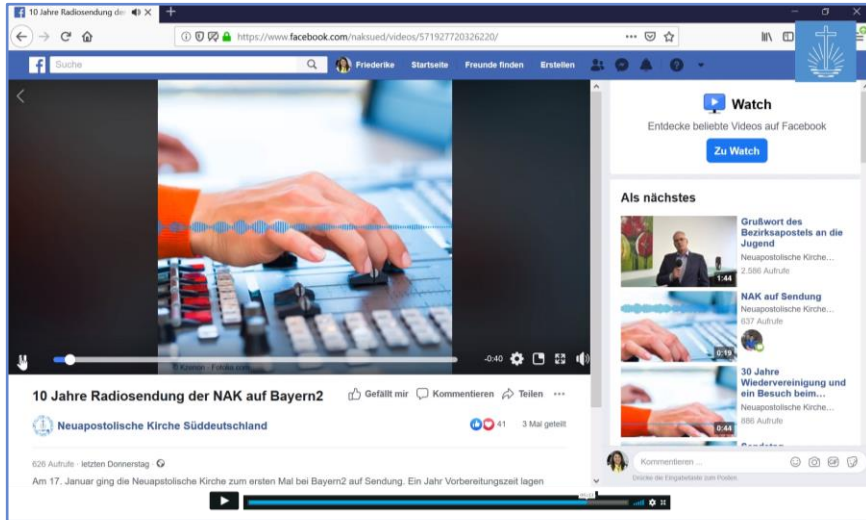 10 Jahre Radiosendung der
https://www.facebook.com/naksued/videos/571927720326220/
Suche
Friederike Startseite Freunde finden Erstellen
-0:40
10 Jahre Radiosendung der NAK auf Bayern2
Gefällt mir Kommentieren Teilen
Neuapostolische Kirche Süddeutschland
41 3 Mal geteilt
626 Aufrufe · letzten Donnerstag
Am 17. Januar ging die Neuapstolische Kirche zum ersten Mal bei Bayern2 auf Sendung. Ein Jahr Vorbereitungszeit lagen
Watch
Entdecke beliebte Videos auf Facebook
Zu Watch
Als nächstes
Grußwort des
Bezirksapostels an die
Jugend
Neuapostolische Kirche...
2.586 Aufrufe
1:44
NAK auf Sendung
Neuapostolische Kirche...
637 Aufrufe
0:19
30 Jahre
Wiedervereinigung und
ein Besuch beim...
Neuapostolische Kirche...
886 Aufrufe
0:44
Kommentieren ...
GIF
Drücke die Eingabetaste zum Posten.